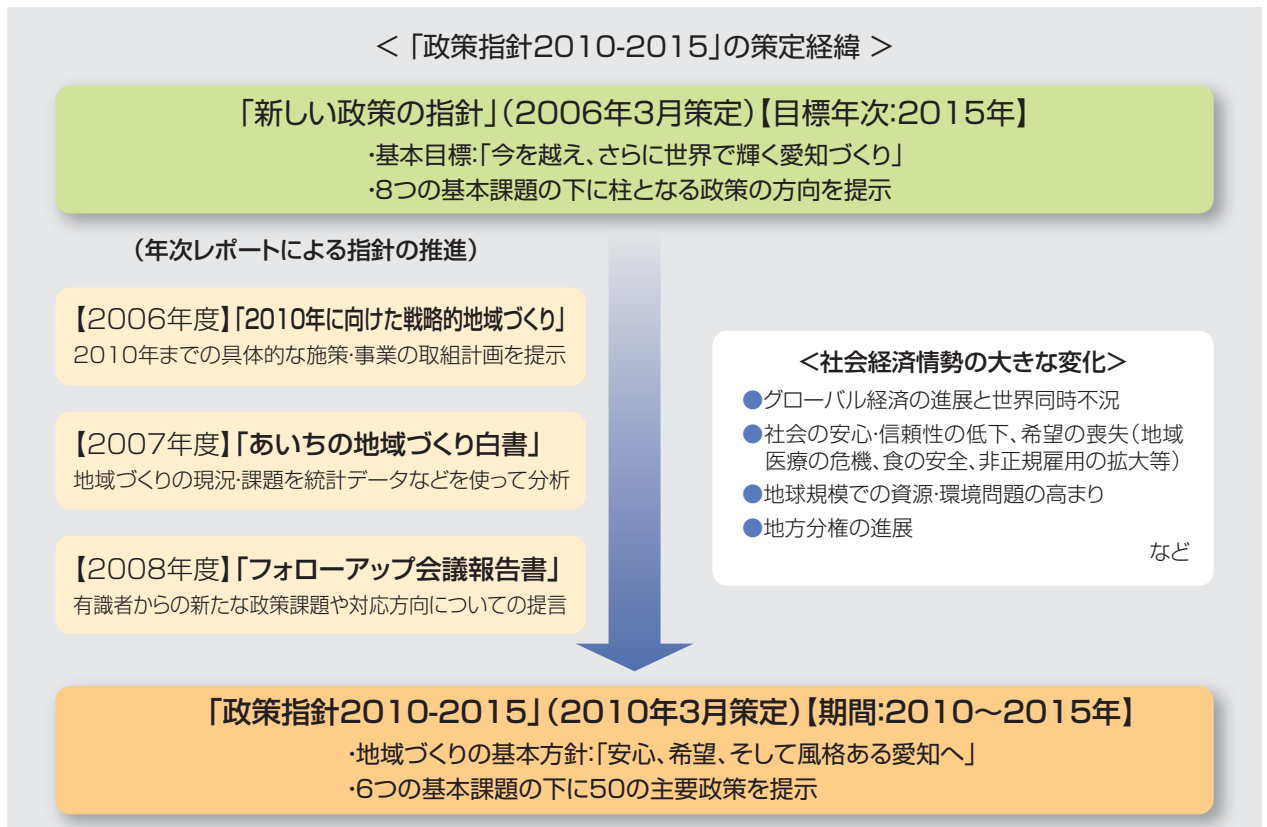 ＜「政策指針2010-2015」の策定経緯＞
「新しい政策の指針」（2006年3月策定）【目標年次：2015年】
・基本目標：「今を越え、さらに世界で輝く愛知づくり」
・8つの基本課題の下に柱となる政策の方向を提示
（年次レポートによる指針の推進）
【2006年度】「2010年に向けた戦略的地域づくり」
2010年までの具体的な施策・事業の取組計画を提示
【2007年度】「あいちの地域づくり白書」
地域づくりの現況・課題を統計データなどを使って分析
【2008年度】「フォローアップ会議報告書」
有識者からの新たな政策課題や対応方向についての提言
＜社会経済情勢の大きな変化＞
●グローバル経済の進展と世界同時不況
●社会の安心・信頼性の低下、希望の喪失（地域
医療の危機、食の安全、非正規雇用の拡大等）
●地球規模での資源・環境問題の高まり
●地方分権の進展
など
「政策指針2010-2015」（2010年3月策定）【期間：2010～2015年】
・地域づくりの基本方針：「安心、希望、そして風格ある愛知へ」
・6つの基本課題の下に50の主要政策を提示